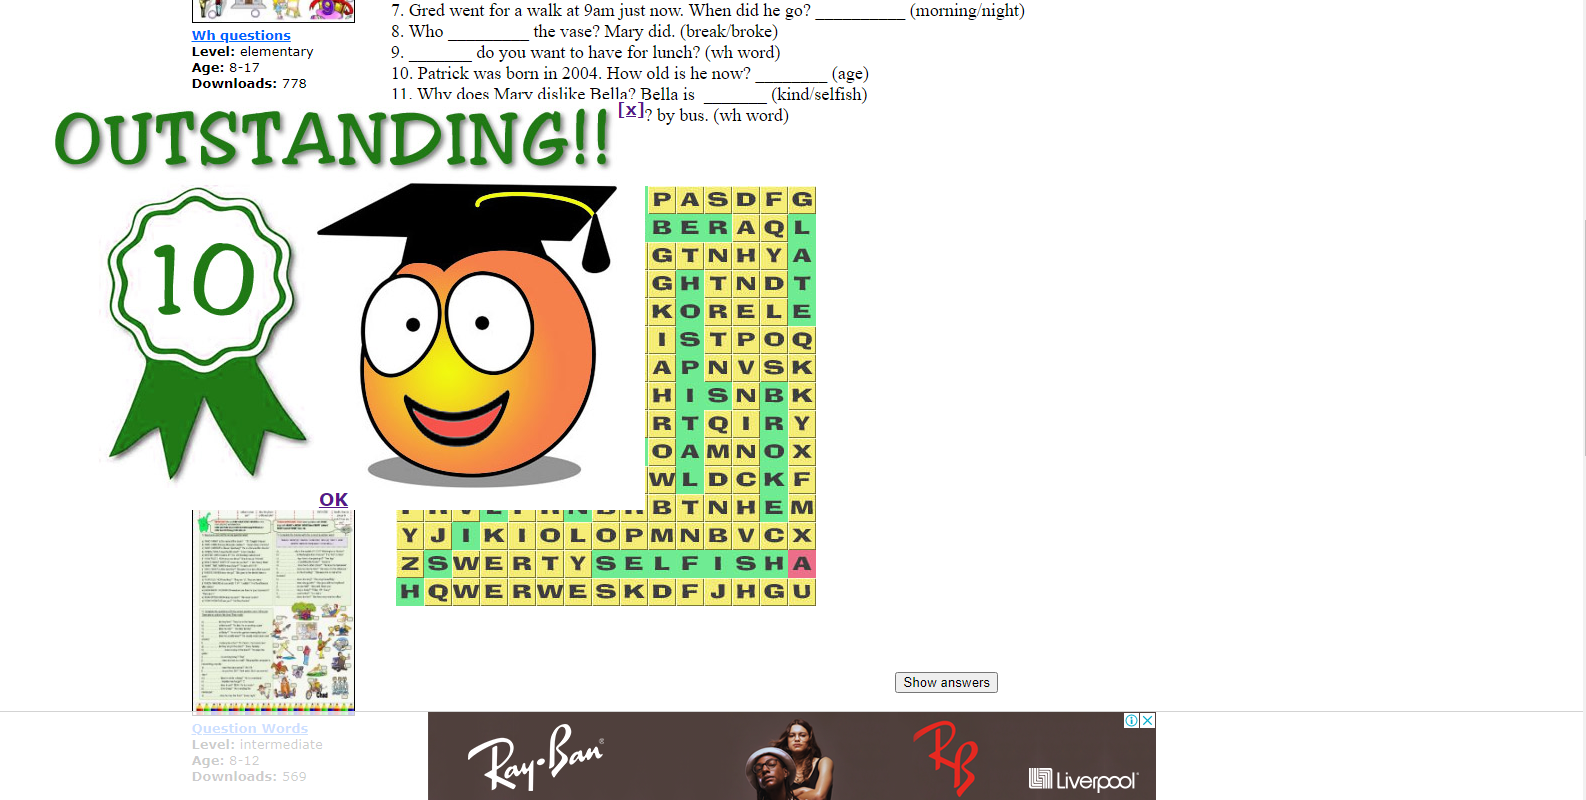 7. Gred went for a walk at 9am just now. When did he go? __________ (morning/night)
8. Who _________ the vase? Mary did. (break/broke)
9. _______ do you want to have for lunch? (wh word)
10. Patrick was born in 2004. How old is he now? ________ (age)
11. Why does Mary dislike Bella? Bella is _______ (kind/selfish)
? by bus. (wh word)
Wh questions
Level: elementary
Age: 8-17
Downloads: 778
[x]
OUTSTANDING!!
10
OK
P A S D F G
B E R A Q L
G T N H Y A
G H T N D T
K O R E L E
I S T P O Q
A P N V S K
H I S N B K
R T Q I R Y
O A M N O X
W L D C K F
B T N H E M
Y J I K I O L O P M N B V C X
Z S W E R T Y S E L F I S H A
H Q W E R W E S K D F J H G U
Show answers
Question Words
Level: intermediate
Age: 8-12
Downloads: 569
Ray-Ban
RB
Liverpool